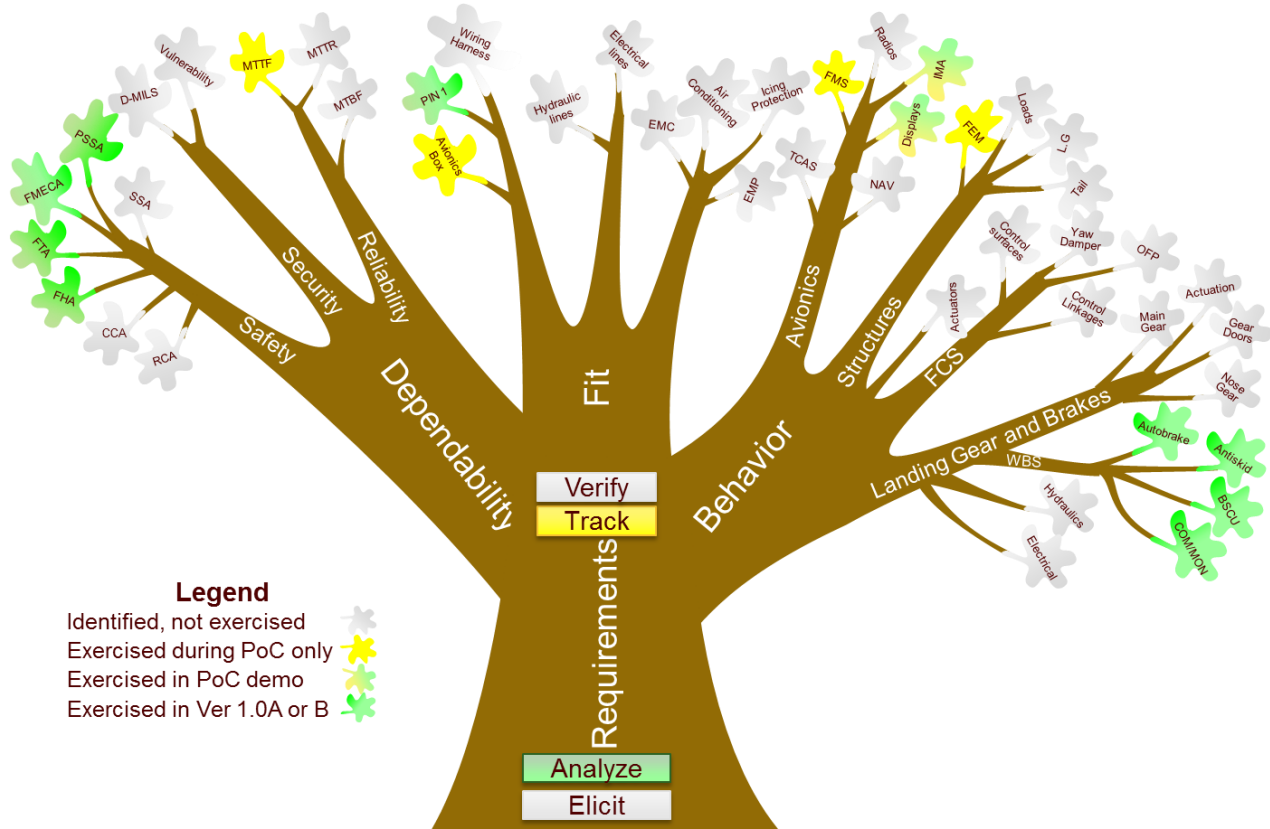 Wiring
Harness
Electrical
lines
Radios
Vulnerability
MTTF
MTTR
D-MILS
MTBF
PIN 1
Hydraulic
lines
EMC
Air
Conditioning
Icing
Protection
FMS
IMA
Displays
FEM
Loads
L.G
Tail
PSSA
FMECA
SSA
FTA
FHA
CCA
RCA
Avionics
Box
EMP
TCAS
NAV
Control
surfaces
Yaw
Damper
OFP
Actuators
Control
Linkages
Main
Gear
Actuation
Gear
Doors
Nose
Gear
Autobrake
Antiskid
BSCU
COM/MON
Hydraulics
Electrical
Safety
Security
Reliability
Dependability
Fit
Behavior
Avionics
Structures
FCS
Landing Gear and Brakes
WBS
Verify
Track
Requirements
Analyze
Elicit
Legend
Identified, not exercised
Exercised during PoC only
Exercised in PoC demo
Exercised in Ver 1.0A or B